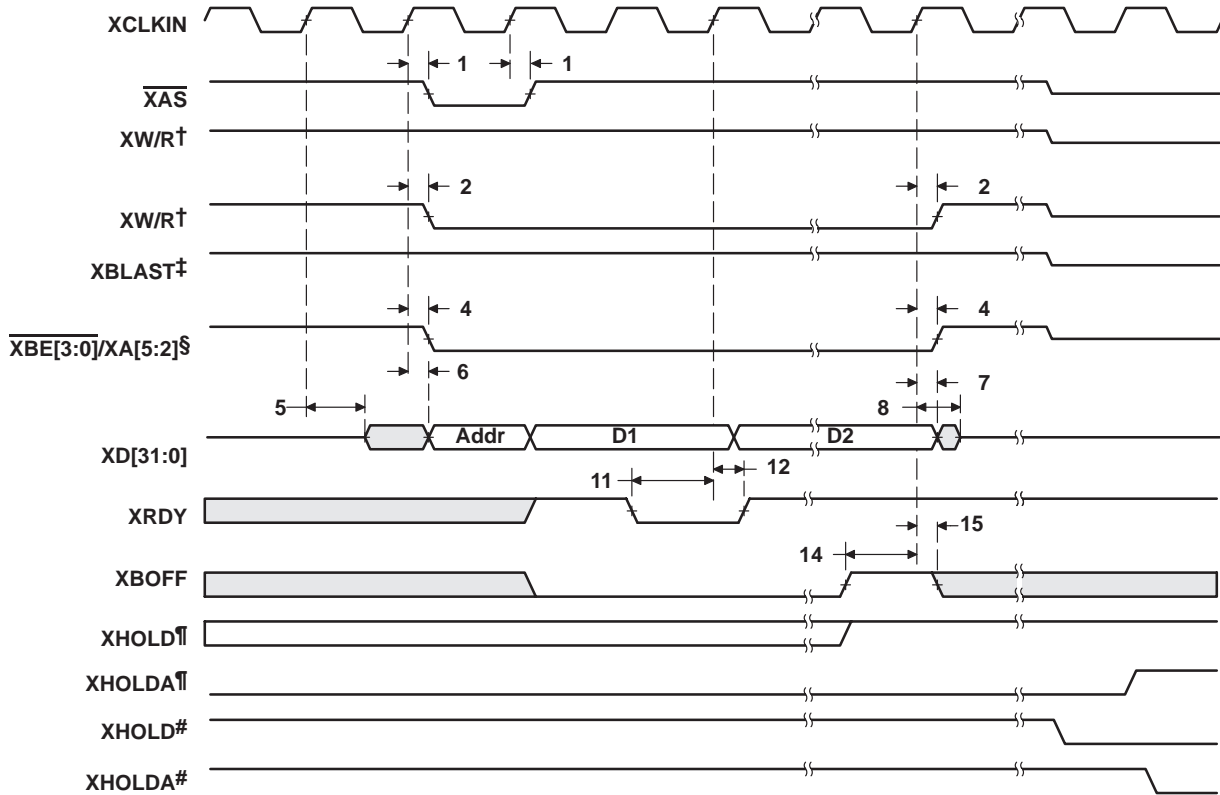 XCLKIN
1 1
XAS
XW/R†
2 2
XW/R†
XBLAST‡
4 4
XBE[3:0]/XA[5:2]§
6 7
5 8
Addr D1 D2
XD[31:0]
11 12
XRDY
15
14
XBOFF
XHOLD¶
XHOLDA¶
XHOLD#
XHOLDA#